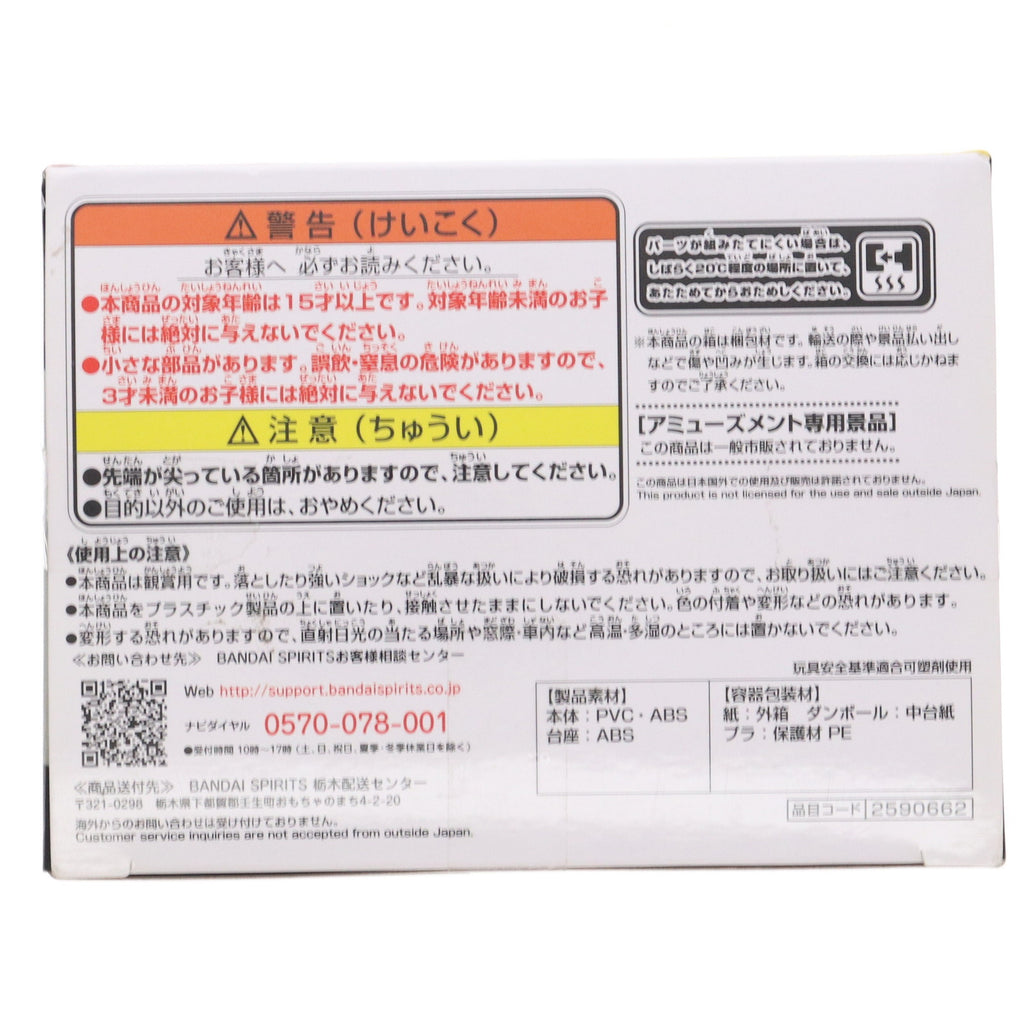 ⚠警告（けいこく）
お客様へ 必ずお読みください。
●本商品の対象年齢は15才以上です。対象年齢未満のお子
様には絶対に与えないでください。
●小さな部品があります。誤飲・窒息の危険がありますので、
3才未満のお子様には絶対に与えないでください。
⚠注意（ちゅうい）
●先端が尖っている箇所がありますので、注意してください。
●目的以外のご使用は、おやめください。
パーツが組みたてにくい場合は、
しばらく20℃程度の場所に置いて、
あたためてからおためしください。
※本商品の箱は梱包材です。輸送の際や景品払い出し
などで傷や凹みが生じます。箱の交換には応じかねま
すのでご了承ください。
[アミューズメント専用景品]
この商品は一般市販されておりません。
この商品は日本国外での使用及び販売は許諾されておりません。
This product is not licensed for the use and sale outside Japan.
《使用上の注意》
●本商品は観賞用です。落としたり強いショックなど乱暴な扱いにより破損する恐れがありますので、お取り扱いにはご注意ください。
●本商品をプラスチック製品の上に置いたり、接触させたままにしないでください。色の付着や変形などの恐れがあります。
●変形する恐れがありますので、直射日光の当たる場所や窓際・車内など高温・多湿のところには置かないでください。
≪お問い合わせ先≫ BANDAI SPIRITSお客様相談センター
Web http://support.bandaispirits.co.jp
ナビダイヤル 0570-078-001
●受付時間 10時〜17時（土、日、祝日、夏季・冬季休業日を除く）
≪商品送付先≫ BANDAI SPIRITS 栃木配送センター
〒321-0298 栃木県下都賀郡壬生町おもちゃのまち4-2-20
海外からのお問い合わせは受け付けておりません。
Customer service inquiries are not accepted from outside Japan.
玩具安全基準適合可塑剤使用
【製品素材】
本体：PVC・ABS
台座：ABS
【容器包装材】
紙：外箱 ダンボール：中台紙
プラ：保護材 PE
品目コード 2590662